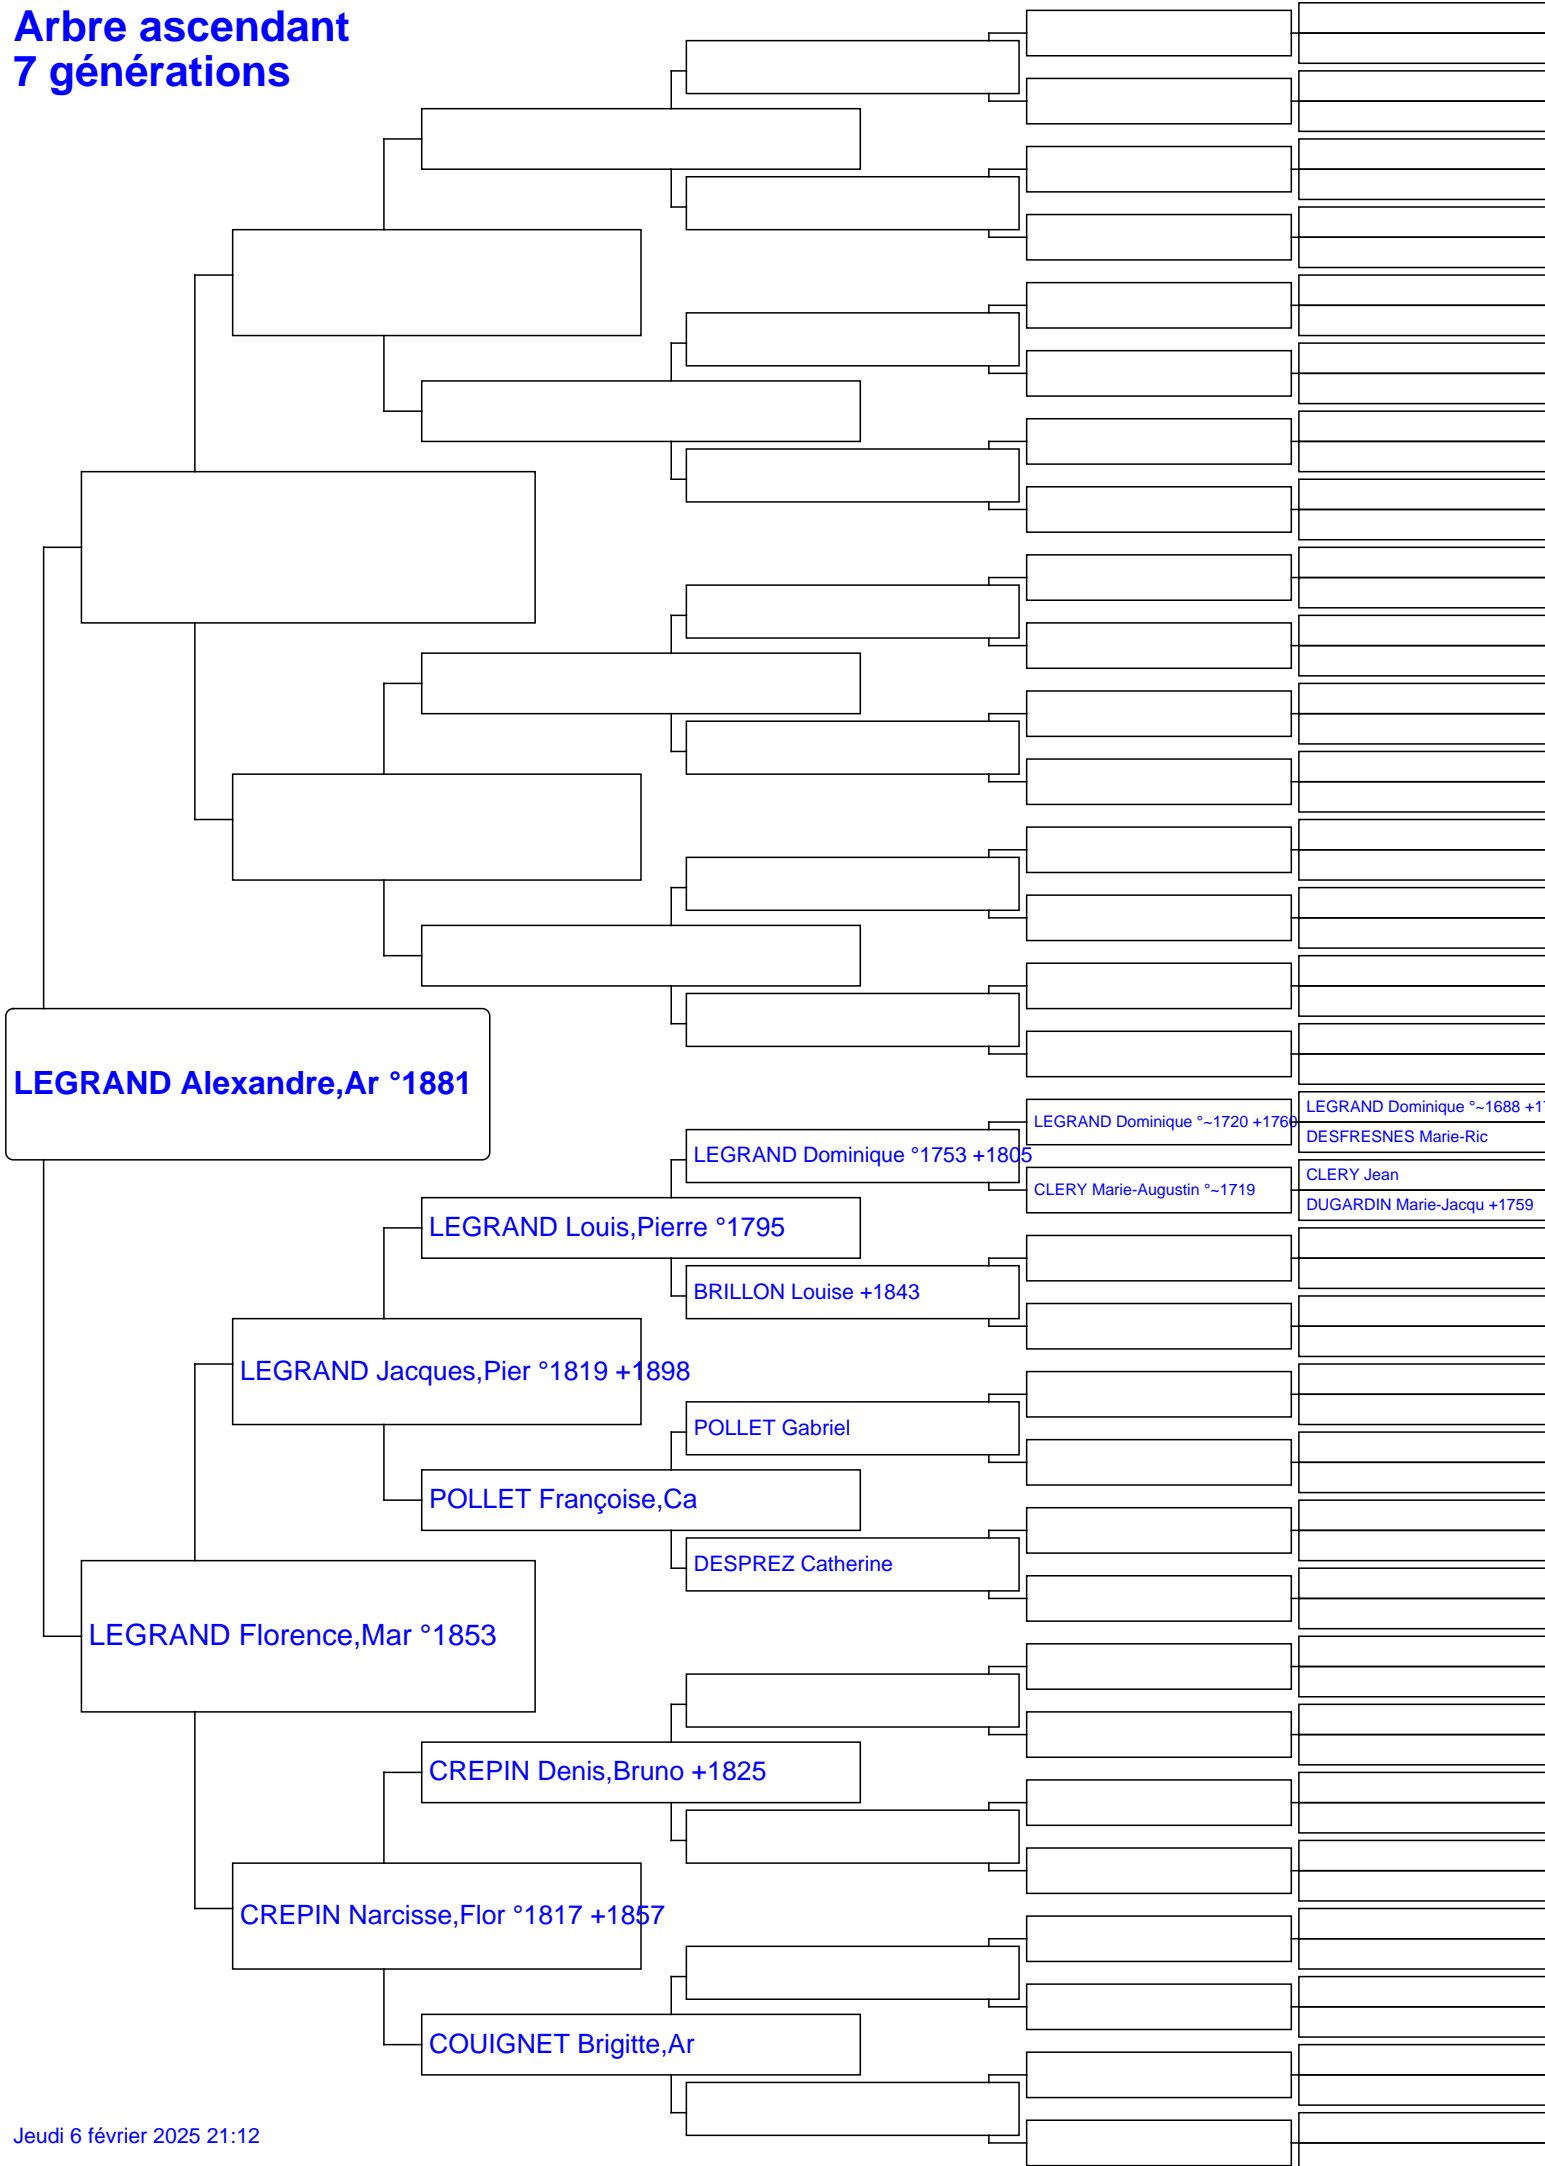 Arbre ascendant
7 générations
LEGRAND Alexandre,Ar °1881
LEGRAND Dominique °~1720 +1760
LEGRAND Dominique °~1688 +17
DESFRESNES Marie-Ric
LEGRAND Dominique °1753 +1805
CLERY Marie-Augustin °~1719
CLERY Jean
DUGARDIN Marie-Jacqu +1759
LEGRAND Louis,Pierre °1795
BRILLON Louise +1843
LEGRAND Jacques,Pier °1819 +1898
POLLET Gabriel
POLLET Françoise,Ca
DESPREZ Catherine
LEGRAND Florence,Mar °1853
CREPIN Denis,Bruno +1825
CREPIN Narcisse,Flor °1817 +1857
COUIGNET Brigitte,Ar
Jeudi 6 février 2025 21:12